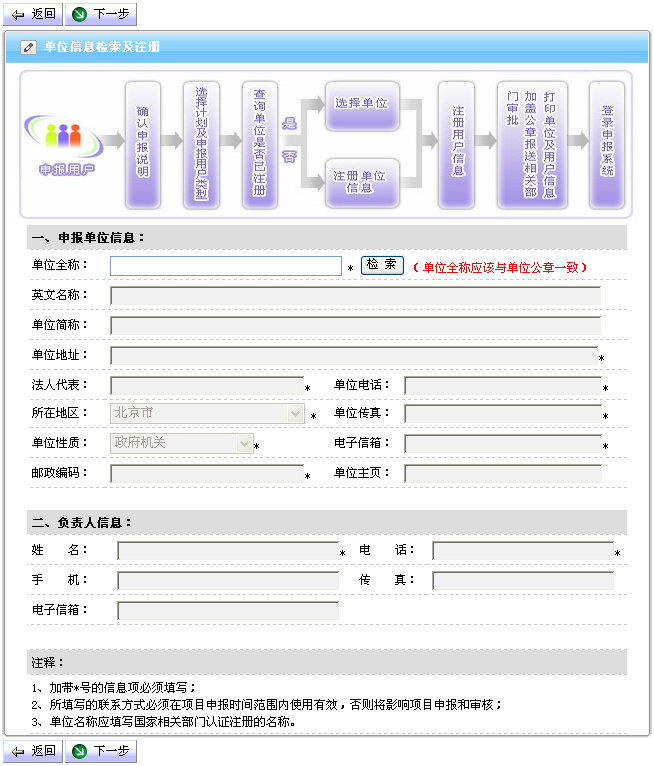 返回 下一步
单位信息检索及注册
申报用户
确认申报说明
选择计划及申报用户类型
查询单位是否已注册
是
否
选择单位
注册单位
信息
注册用户信息
打印单位及用户信息
加盖公章报送相关部
门审批
登录申报系统
一、申报单位信息：
单位全称： * 检 索 （单位全称应该与单位公章一致）
英文名称：
单位简称：
单位地址： *
法人代表： * 单位电话： *
所在地区： 北京市 * 单位传真： *
单位性质： 政府机关 * 电子信箱： *
邮政编码： * 单位主页：
二、负责人信息：
姓 名： * 电 话： *
手 机： 传 真：
电子信箱：
注释：
1、加带*号的信息项必须填写；
2、所填写的联系方式必须在项目申报时间范围内使用有效，否则将影响项目申报和审核；
3、单位名称应填写国家相关部门认证注册的名称。
返回 下一步